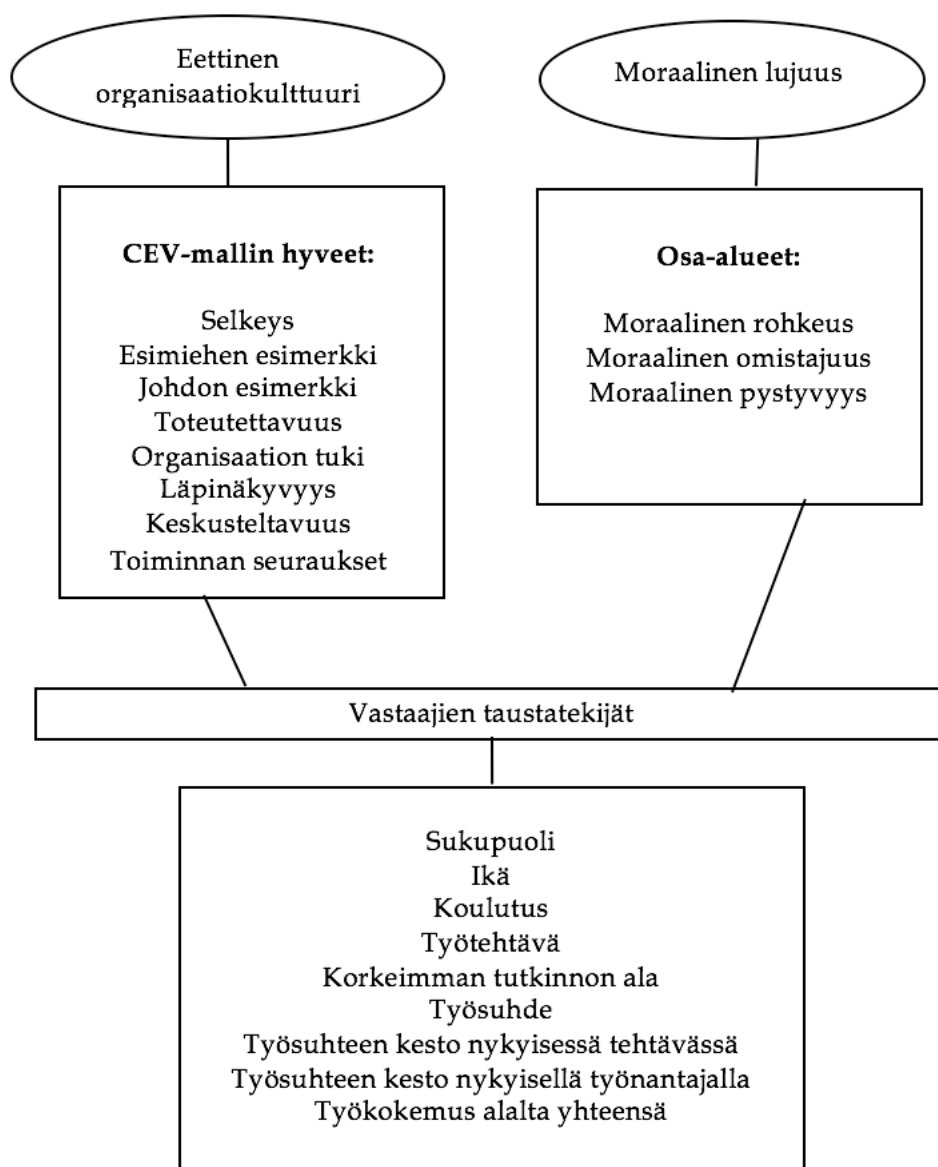 Eettinen
organisaatiokulttuuri
Moraalinen lujuus
CEV-mallin hyveet:
Selkeys
Esimiehen esimerkki
Johdon esimerkki
Toteutettavuus
Organisaation tuki
Läpinäkyvyys
Keskusteltavuus
Toiminnan seuraukset
Osa-alueet:
Moraalinen rohkeus
Moraalinen omistajuus
Moraalinen pystyvyys
Vastaajien taustatekijät
Sukupuoli
Ikä
Koulutus
Työtehtävä
Korkeimman tutkinnon ala
Työsuhde
Työsuhteen kesto nykyisessä tehtävässä
Työsuhteen kesto nykyisellä työnantajalla
Työkokemus alalta yhteensä